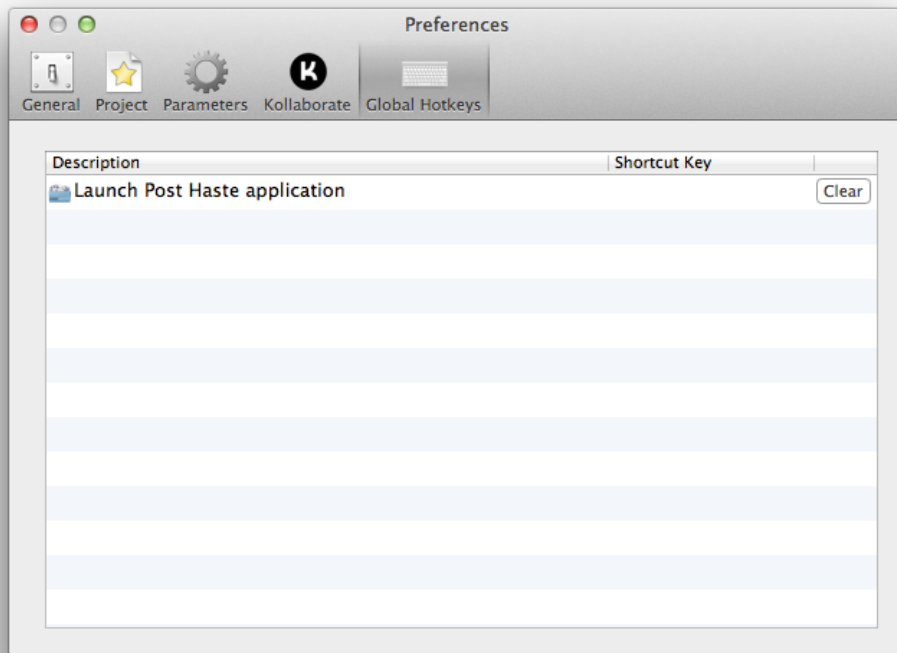 Preferences
General Project Parameters Kollaborate Global Hotkeys
Description Shortcut Key
Launch Post Haste application Clear